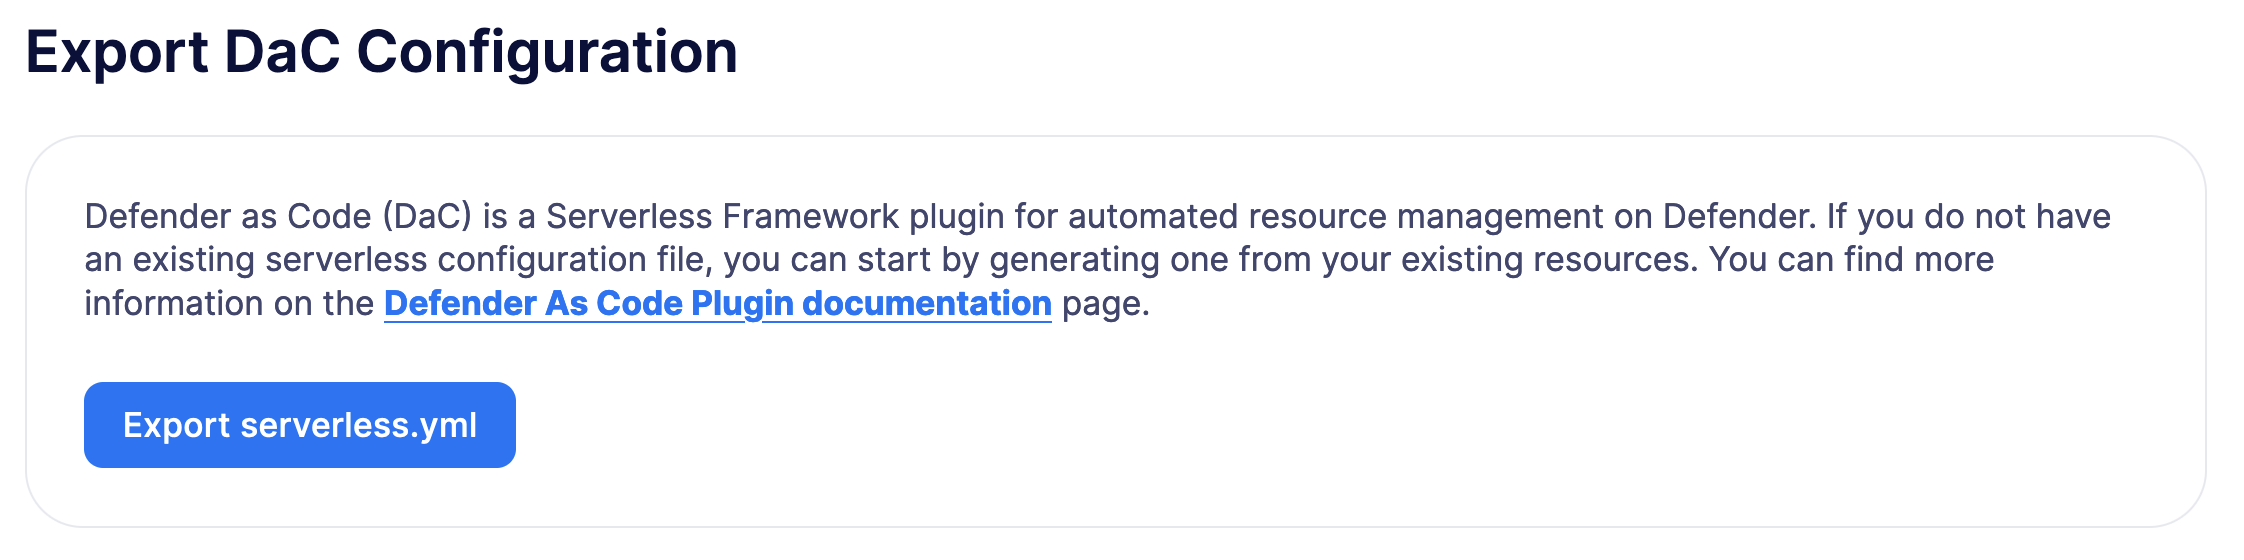 Export DaC Configuration
Defender as Code (DaC) is a Serverless Framework plugin for automated resource management on Defender. If you do not have
an existing serverless configuration file, you can start by generating one from your existing resources. You can find more
information on the Defender As Code Plugin documentation page.
Export serverless.yml